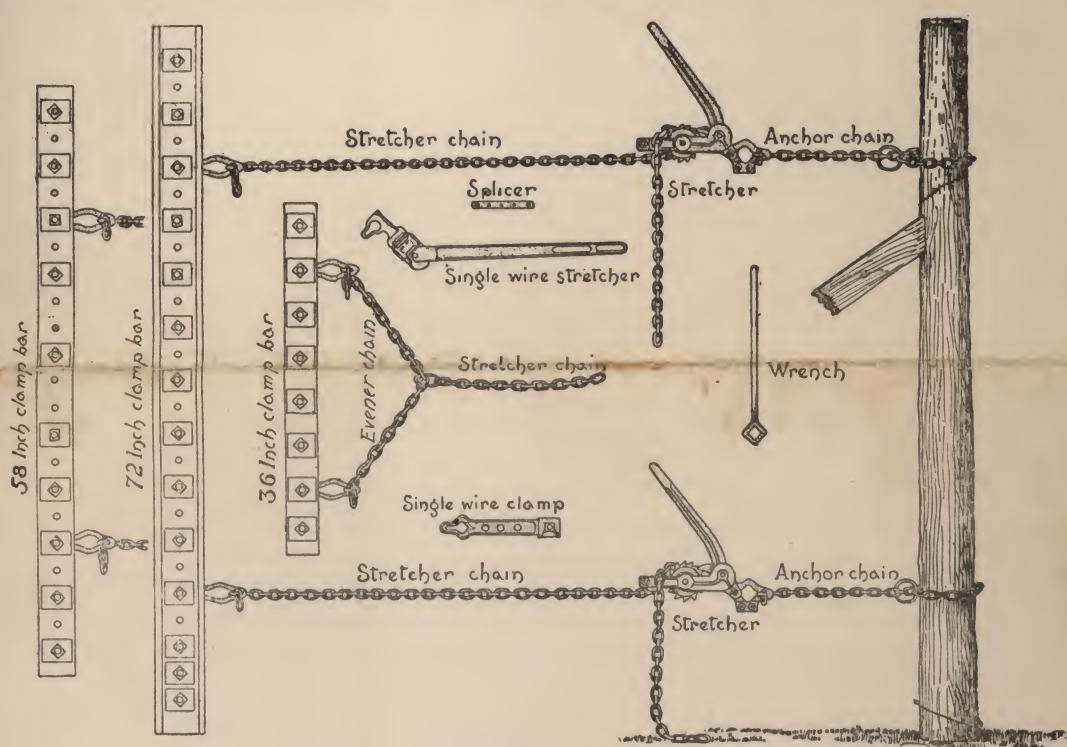 58 Inch clamp bar
72 Inch clamp bar
Stretcher chain
Anchor chain
Splicer
Stretcher
Single wire stretcher
36 Inch clamp bar
Evener chain
Stretcher chain
Wrench
Single wire clamp
Stretcher chain
Anchor chain
Stretcher